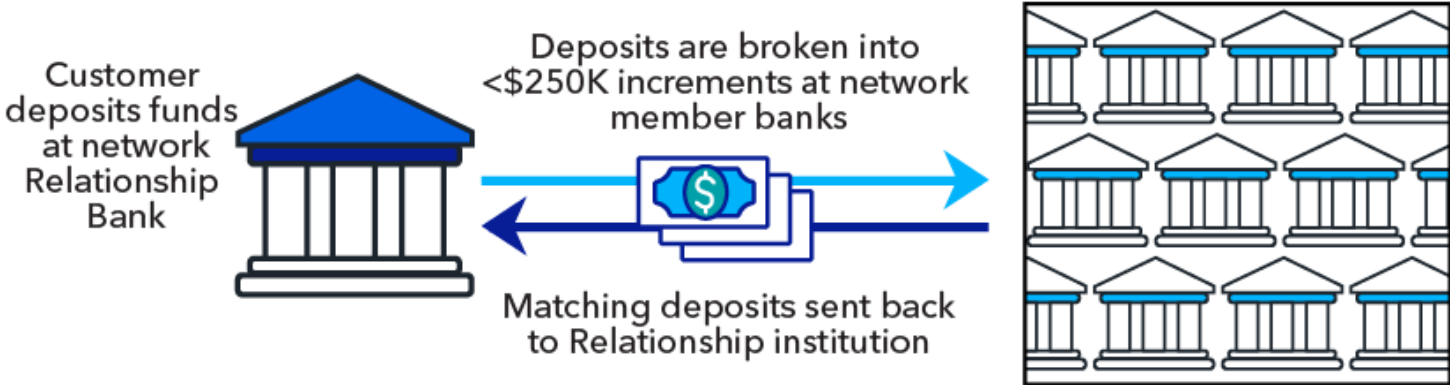 Customer
deposits funds
at network
Relationship
Bank
Deposits are broken into
<$250K increments at network
member banks
$
Matching deposits sent back
to Relationship institution